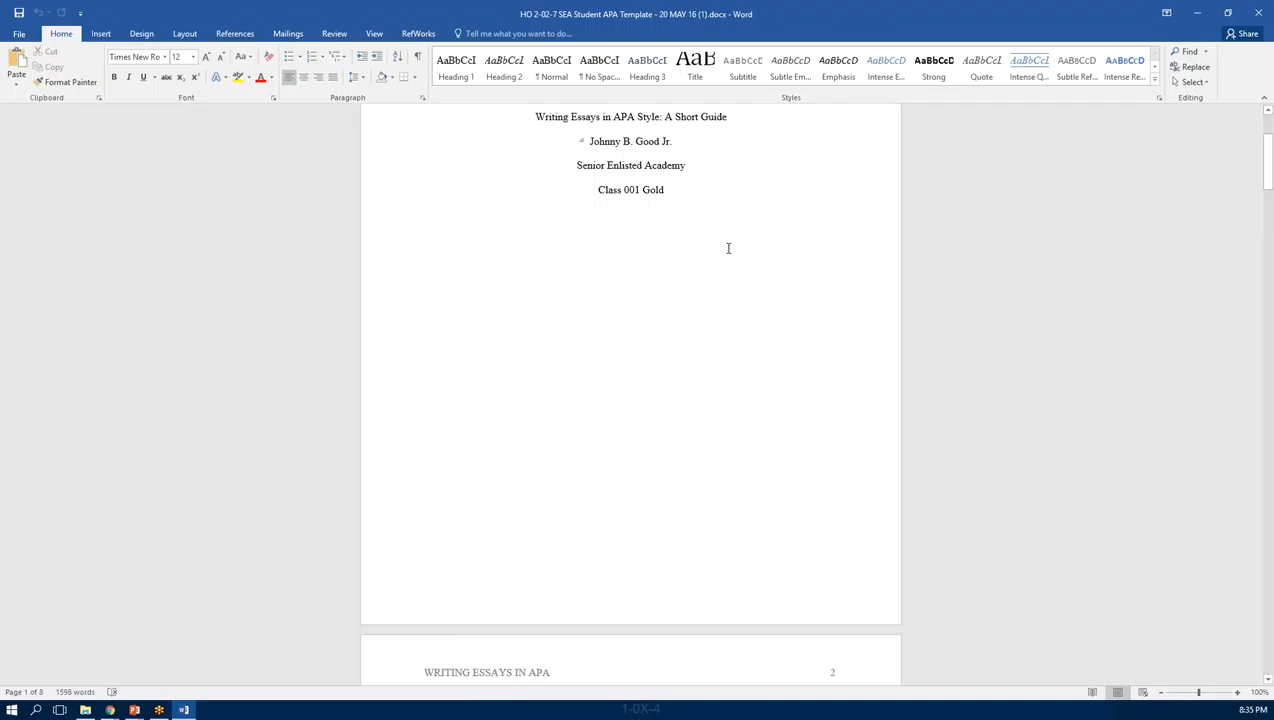 HO 2-02-7 SEA Student APA Template - 20 MAY 16 (1).docx - Word
File Home Insert Design Layout References Mailings Review View RefWorks Tell me what you want to do... Share
Paste Cut Copy Format Painter
Times New Ro 12
AaBbCcI AaBbCcI AaBbCcI AaBbCcI AaBbCcI AaB AaBbCcD AaBbCcD AaBbCcD AaBbCcD AaBbCcD AaBbCcI AaBbCcI AaBbCcD AaBbCcD
Heading 1 Heading 2 ¶ Normal ¶ No Spac... Heading 3 Title Subtitle Subtle Em... Emphasis Intense E... Strong Quote Intense Q... Subtle Ref... Intense Re...
Find
Replace
Select
Clipboard Font Paragraph Styles Editing
Writing Essays in APA Style: A Short Guide
Johnny B. Good Jr.
Senior Enlisted Academy
Class 001 Gold
WRITING ESSAYS IN APA 2
Page 1 of 8 1598 words 100%
1-0X-4
8:35 PM